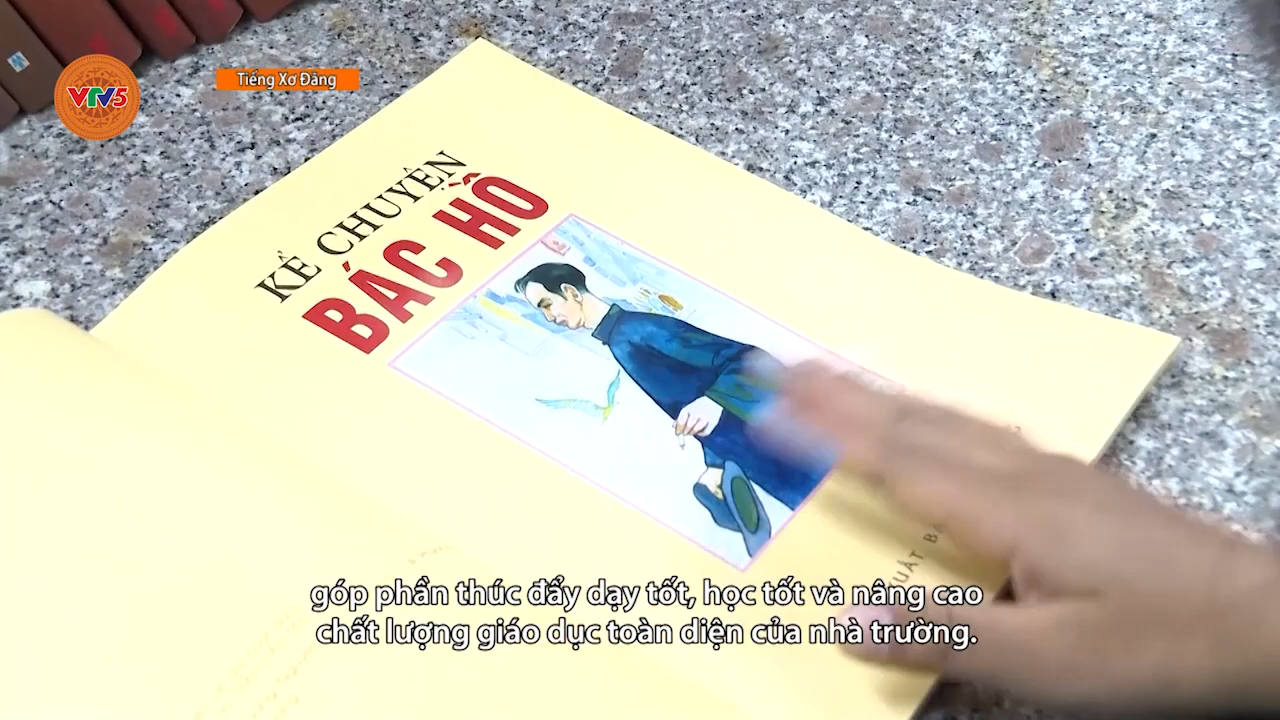 VTV5
Tiếng Xơ Đăng
KỂ CHUYỆN
BÁC HỒ
góp phần thúc đẩy dạy tốt, học tốt và nâng cao
chất lượng giáo dục toàn diện của nhà trường.